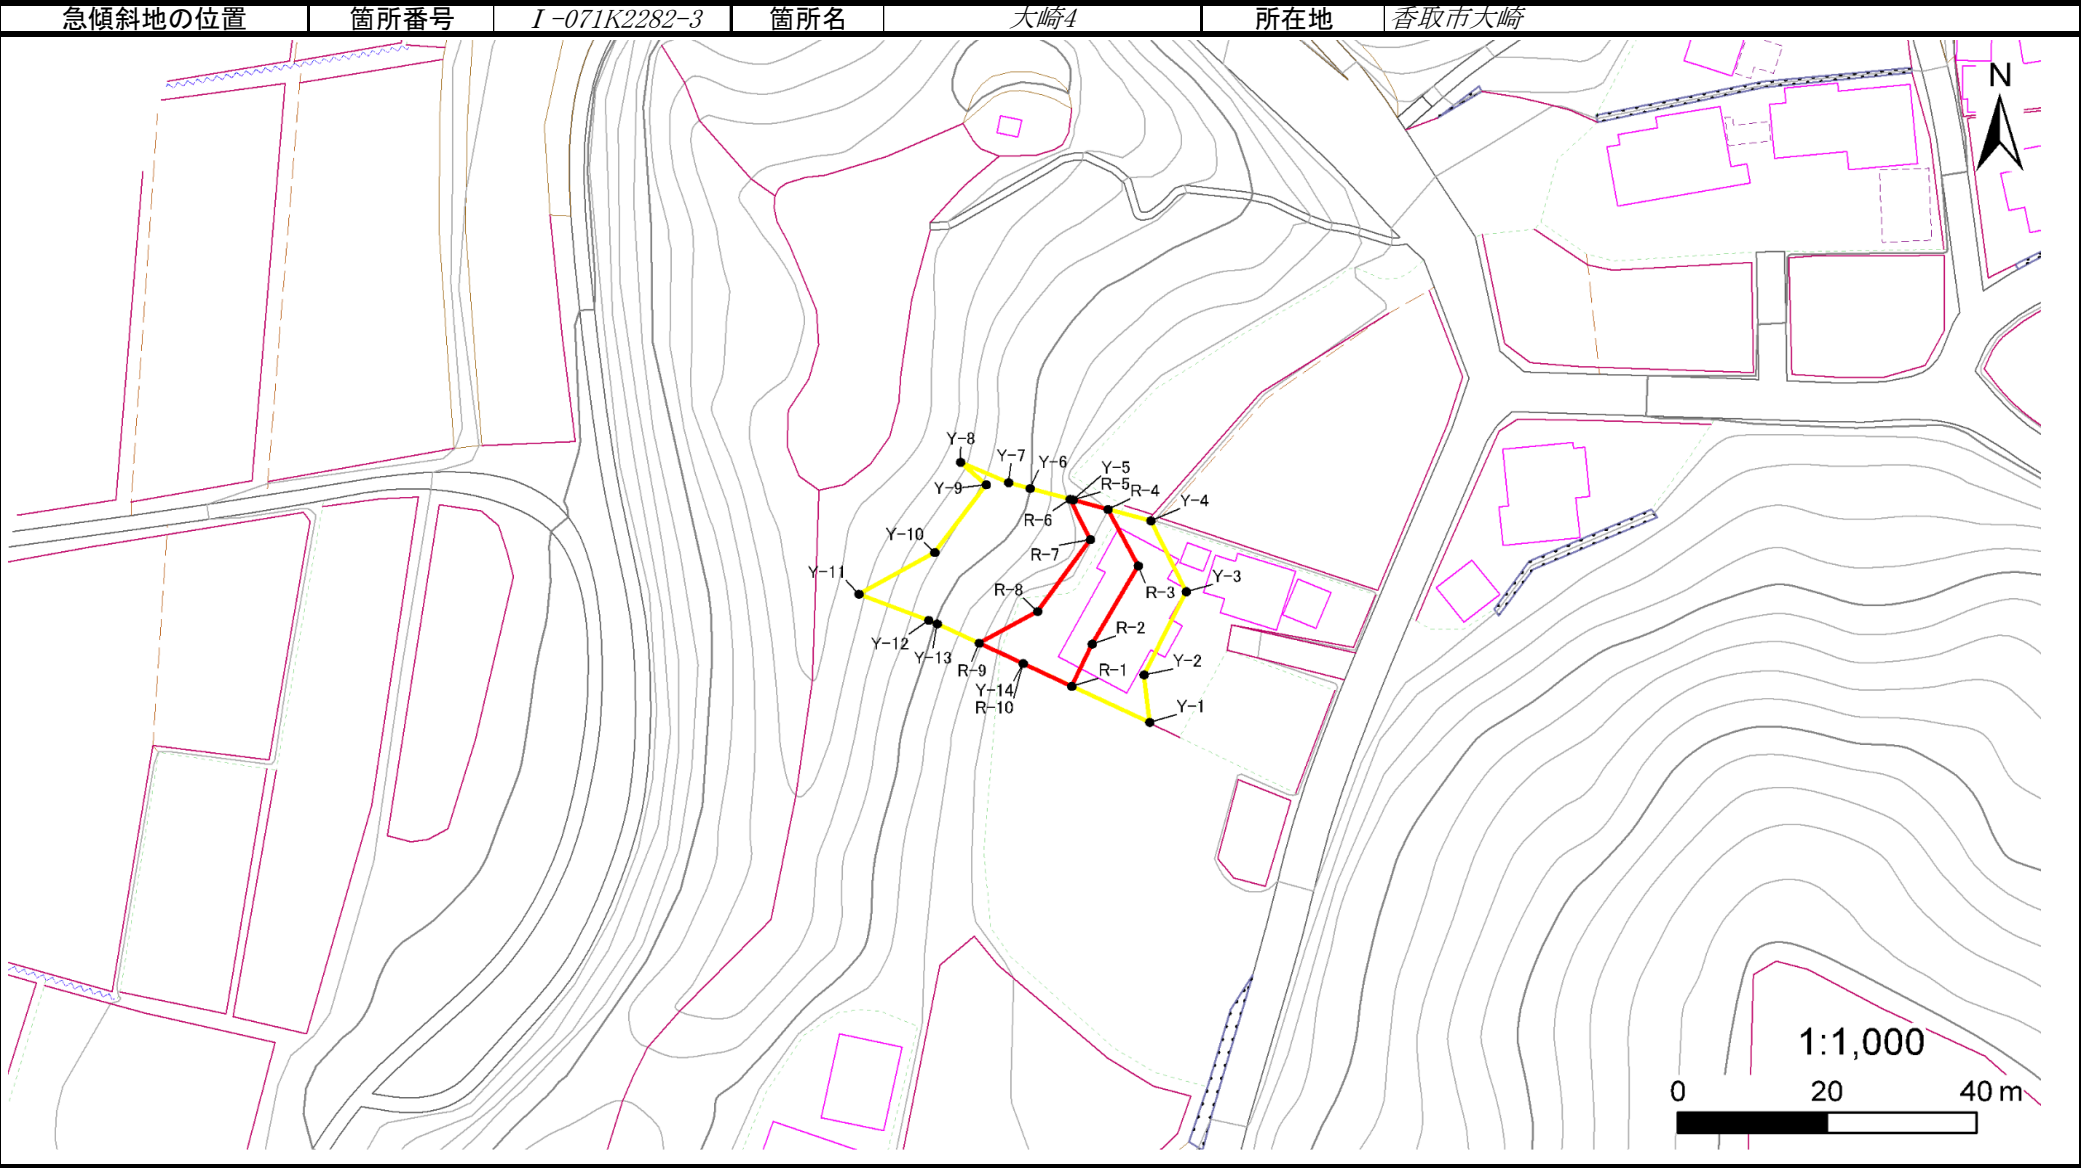 急傾斜地の位置 箇所番号 Ⅰ-071K2282-3 箇所名 大崎4 所在地 香取市大崎
N
Y-8
Y-7
Y-6
Y-5
Y-9
R-5
R-4
Y-4
R-6
Y-10
R-7
Y-11
R-3
Y-3
R-8
R-2
Y-12
Y-13
R-9
R-1
Y-2
Y-14
R-10
Y-1
1:1,000
0 20 40 m